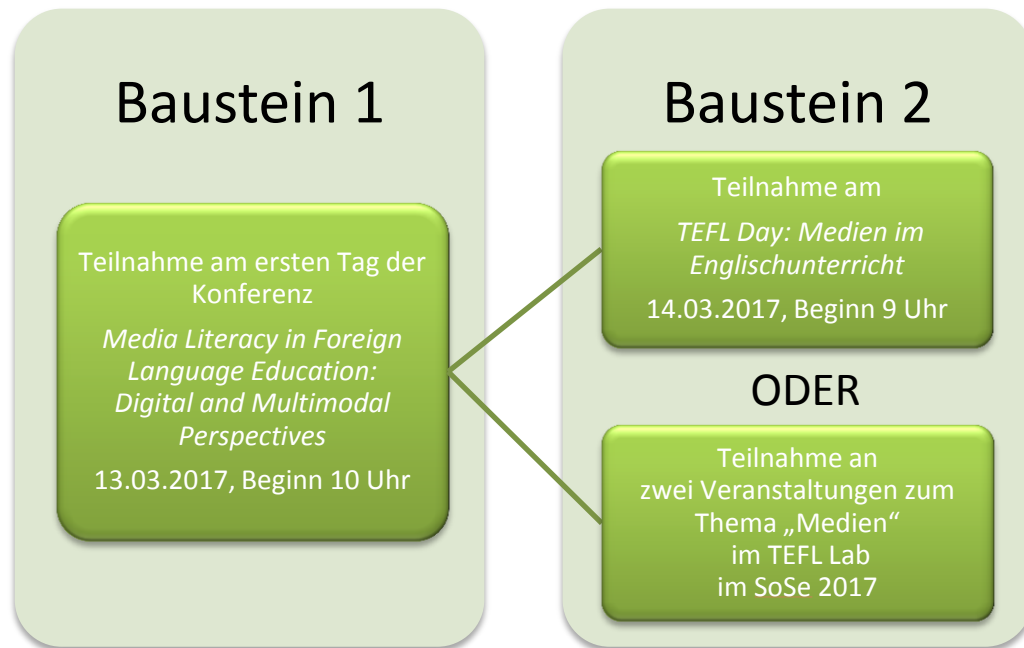 Baustein 1
Teilnahme am ersten Tag der
Konferenz
Media Literacy in Foreign
Language Education:
Digital and Multimodal
Perspectives
13.03.2017, Beginn 10 Uhr
Baustein 2
Teilnahme am
TEFL Day: Medien im
Englischunterricht
14.03.2017, Beginn 9 Uhr
ODER
Teilnahme an
zwei Veranstaltungen zum
Thema „Medien“
im TEFL Lab
im SoSe 2017